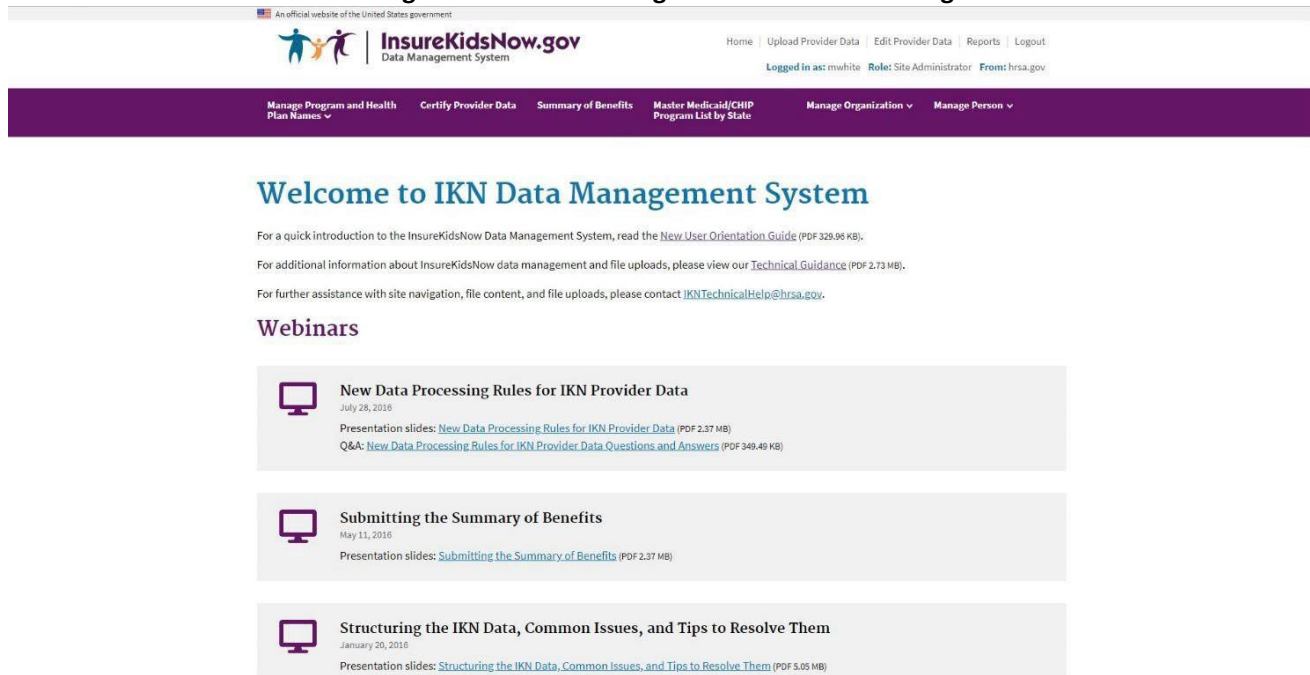 An official website of the United States government
InsureKidsNow.gov
Data Management System
Home | Upload Provider Data | Edit Provider Data | Reports | Logout
Logged in as: mwhite Role: Site Administrator From: hrsa.gov
Manage Program and Health Plan Names
Certify Provider Data
Summary of Benefits
Master Medicaid/CHIP Program List by State
Manage Organization
Manage Person
Welcome to IKN Data Management System
For a quick introduction to the InsureKidsNow Data Management System, read the New User Orientation Guide (PDF 329.96 KB).
For additional information about InsureKidsNow data management and file uploads, please view our Technical Guidance (PDF 2.73 MB).
For further assistance with site navigation, file content, and file uploads, please contact IKNTechnicalHelp@hrsa.gov.
Webinars
New Data Processing Rules for IKN Provider Data
July 28, 2016
Presentation slides: New Data Processing Rules for IKN Provider Data (PDF 2.37 MB)
Q&A: New Data Processing Rules for IKN Provider Data Questions and Answers (PDF 349.49 KB)
Submitting the Summary of Benefits
May 11, 2016
Presentation slides: Submitting the Summary of Benefits (PDF 2.37 MB)
Structuring the IKN Data, Common Issues, and Tips to Resolve Them
January 20, 2016
Presentation slides: Structuring the IKN Data, Common Issues, and Tips to Resolve Them (PDF 5.05 MB)